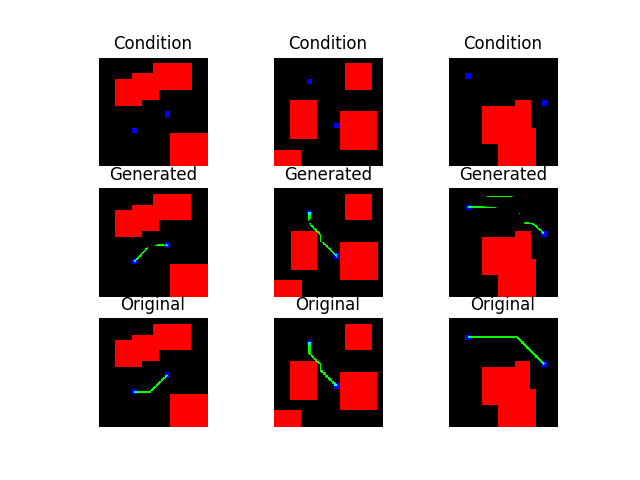 Condition Condition Condition
Generated Generated Generated
Original Original Original